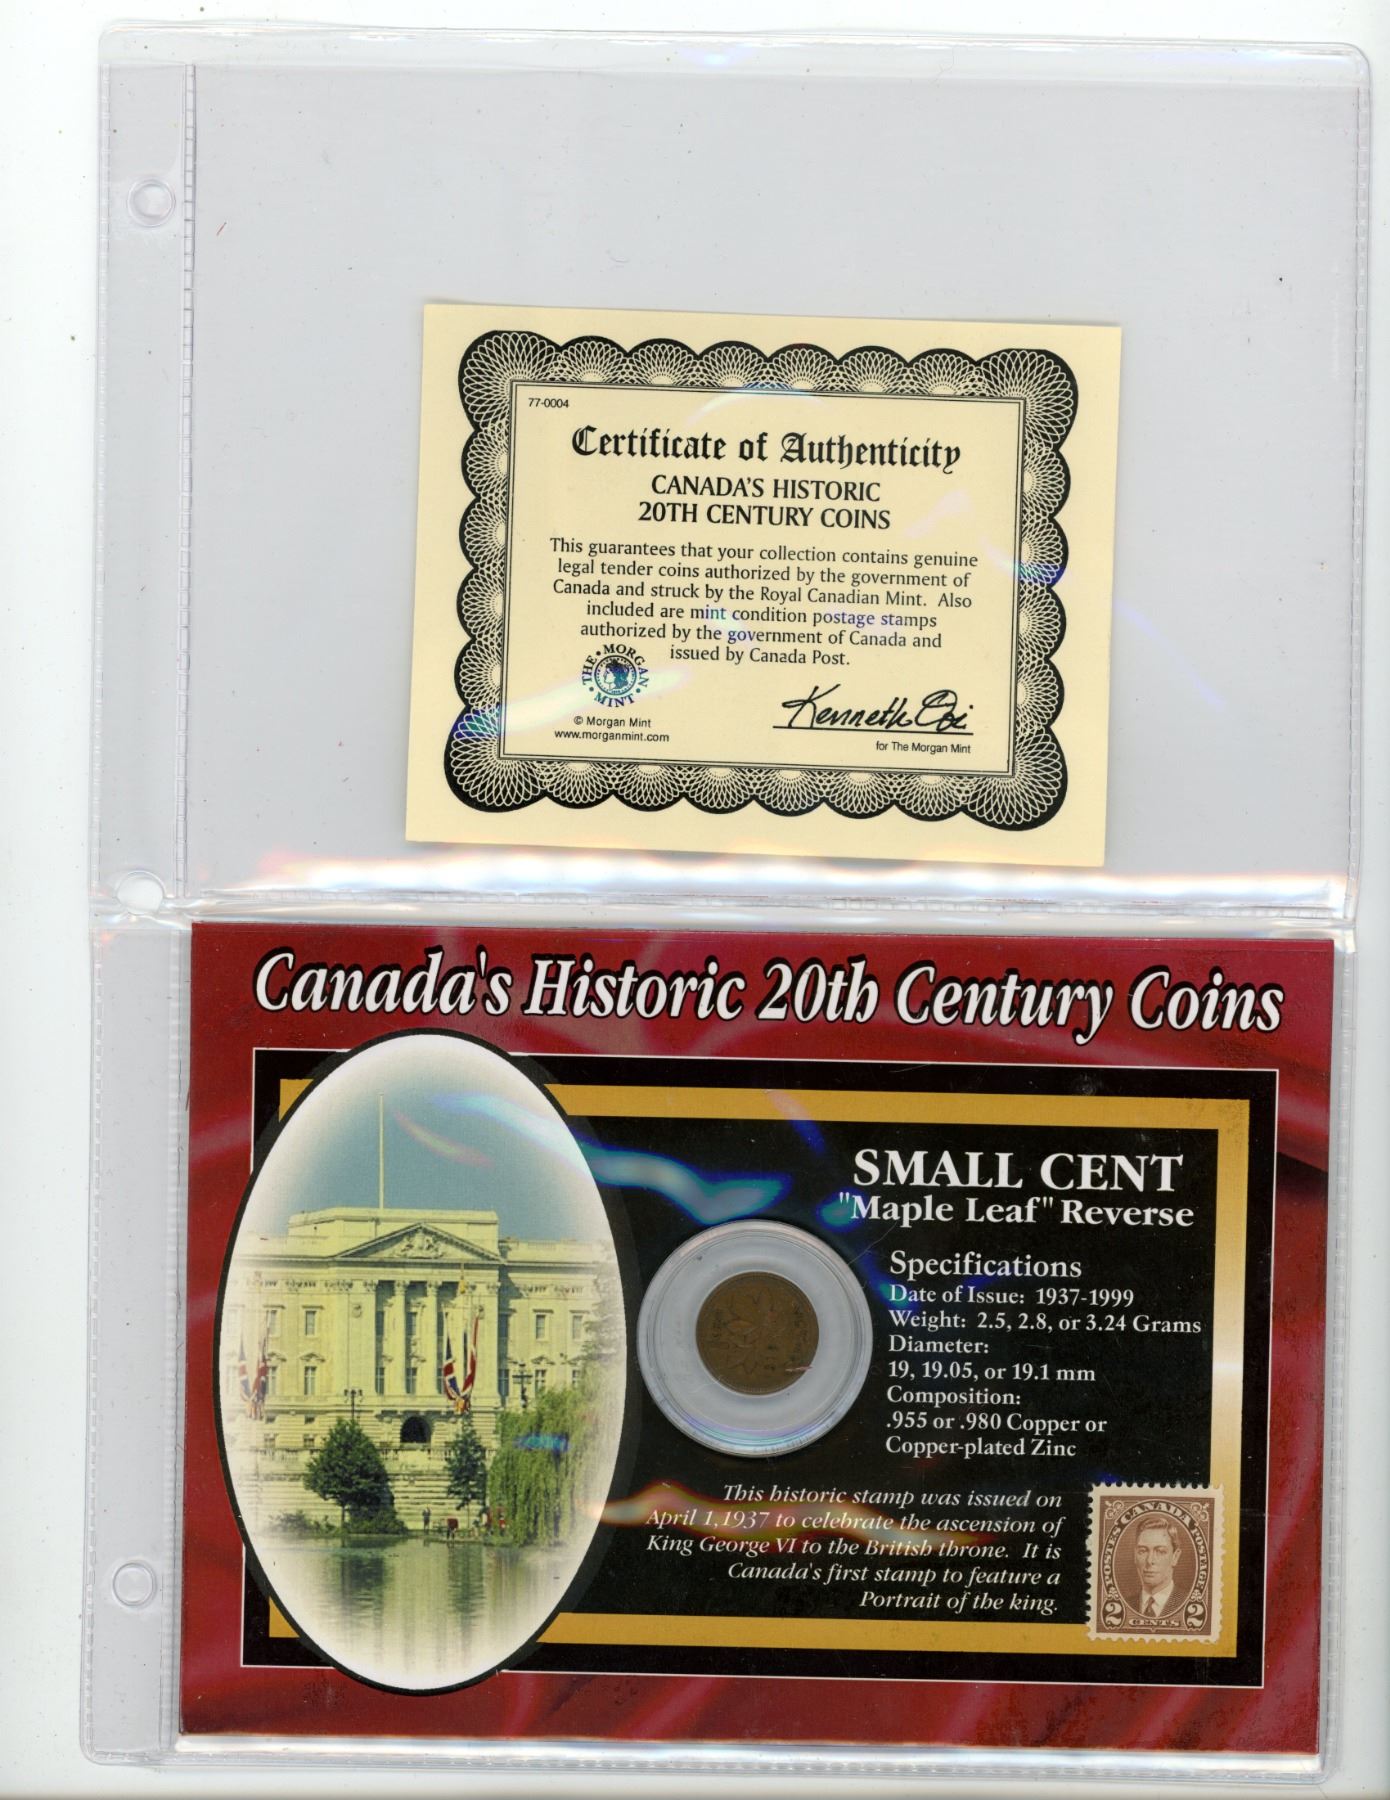 77-0004
Certificate of Authenticity
CANADA'S HISTORIC
20TH CENTURY COINS
This guarantees that your collection contains genuine
legal tender coins authorized by the government of
Canada and struck by the Royal Canadian Mint. Also
included are mint condition postage stamps
authorized by the government of Canada and
issued by Canada Post.
THE • MORGAN • MINT •
© Morgan Mint
www.morganmint.com
for The Morgan Mint
Canada's Historic 20th Century Coins
SMALL CENT
"Maple Leaf" Reverse
Specifications
Date of Issue: 1937-1999
Weight: 2.5, 2.8, or 3.24 Grams
Diameter:
19, 19.05, or 19.1 mm
Composition:
.955 or .980 Copper or
Copper-plated Zinc
This historic stamp was issued on
April 1, 1937 to celebrate the ascension of
King George VI to the British throne. It is
Canada's first stamp to feature a
Portrait of the king.
POSTES CANADA POSTAGE
2 CENTS 2